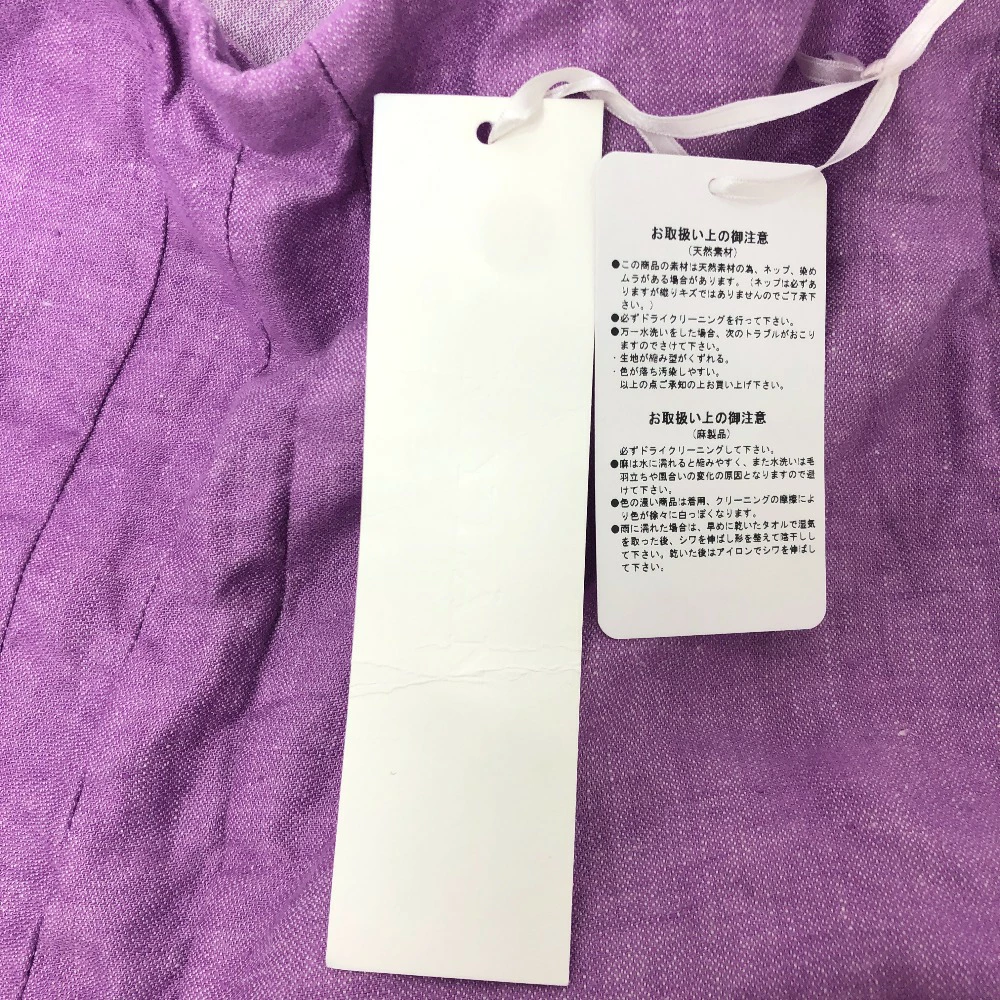 お取扱い上の御注意
(天然素材)
●この商品の素材は天然素材の為、ネップ、染め
ムラがある場合があります。(ネップは必ずあ
りますが織りキズではありませんのでご了承下
さい。)
●必ずドライクリーニングを行って下さい。
●万一水洗いをした場合、次のトラブルがおこり
ますのでさけて下さい。
・生地が縮み型がくずれる。
・色が落ち汚染しやすい。
以上の点ご承知の上お買い上げ下さい。
お取扱い上の御注意
(麻製品)
必ずドライクリーニングして下さい。
●麻は水に濡れると縮みやすく、また水洗いは毛
羽立ちや風合いの変化の原因となりますので避
けて下さい。
●色の濃い商品は着用、クリーニングの摩擦によ
り色が徐々に白っぽくなります。
●雨に濡れた場合は、早めに乾いたタオルで湿気
を取った後、シワを伸ばし形を整えて陰干しし
て下さい。乾いた後はアイロンでシワを伸ばし
て下さい。